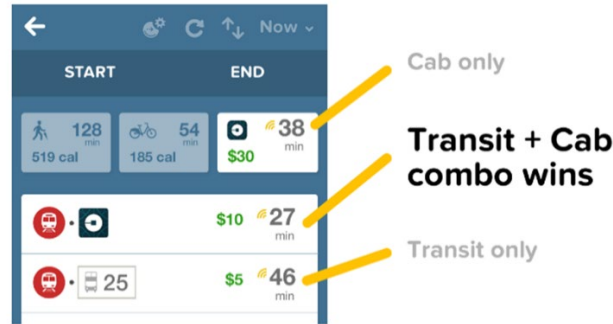 Now
START
END
128
min
519 cal
54
min
185 cal
38
min
$30
Cab only
Transit + Cab
combo wins
$10
27
min
25
$5
46
min
Transit only